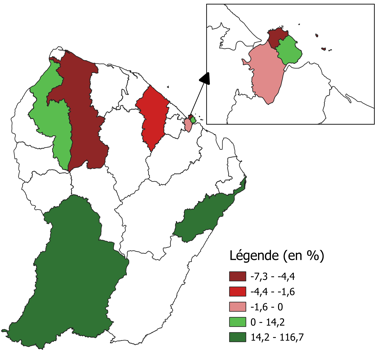 Légende (en %)
-7,3 - -4,4
-4,4 - -1,6
-1,6 - 0
0 - 14,2
14,2 - 116,7